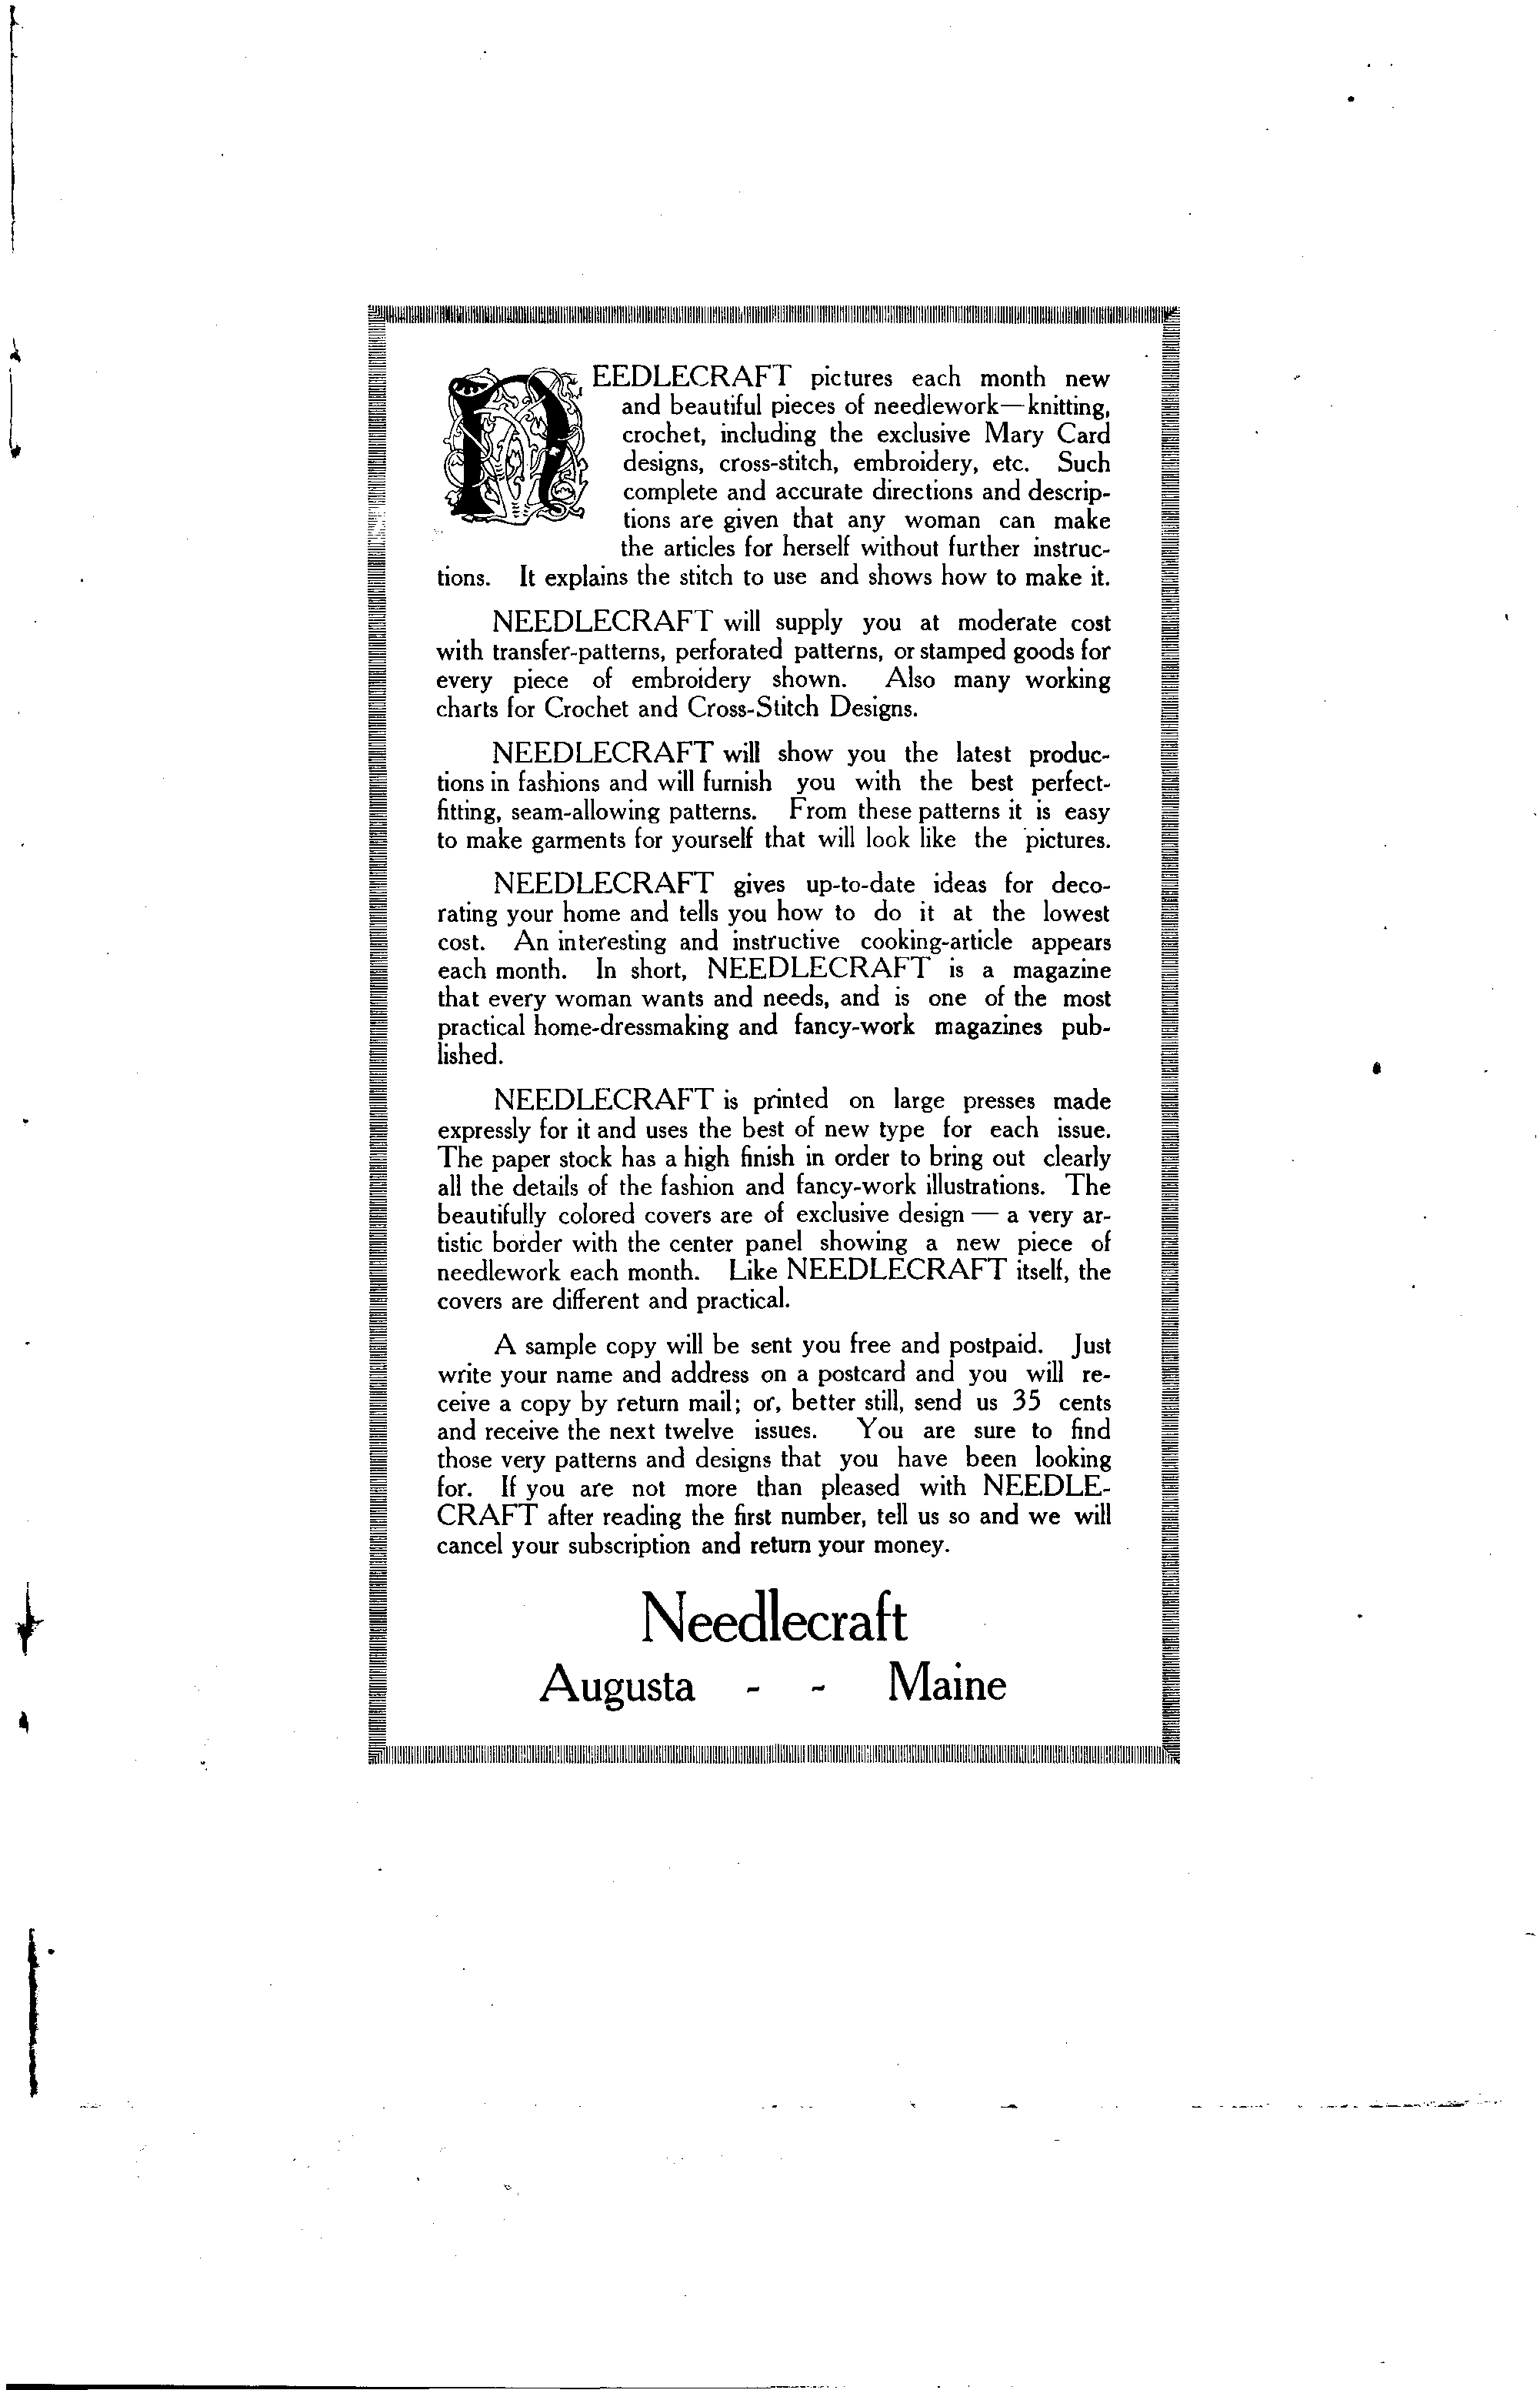 NEEDLECRAFT pictures each month new
and beautiful pieces of needlework—knitting,
crochet, including the exclusive Mary Card
designs, cross-stitch, embroidery, etc. Such
complete and accurate directions and descrip-
tions are given that any woman can make
the articles for herself without further instruc-
tions. It explains the stitch to use and shows how to make it.
NEEDLECRAFT will supply you at moderate cost
with transfer-patterns, perforated patterns, or stamped goods for
every piece of embroidery shown. Also many working
charts for Crochet and Cross-Stitch Designs.
NEEDLECRAFT will show you the latest produc-
tions in fashions and will furnish you with the best perfect-
fitting, seam-allowing patterns. From these patterns it is easy
to make garments for yourself that will look like the pictures.
NEEDLECRAFT gives up-to-date ideas for deco-
rating your home and tells you how to do it at the lowest
cost. An interesting and instructive cooking-article appears
each month. In short, NEEDLECRAFT is a magazine
that every woman wants and needs, and is one of the most
practical home-dressmaking and fancy-work magazines pub-
lished.
NEEDLECRAFT is printed on large presses made
expressly for it and uses the best of new type for each issue.
The paper stock has a high finish in order to bring out clearly
all the details of the fashion and fancy-work illustrations. The
beautifully colored covers are of exclusive design — a very ar-
tistic border with the center panel showing a new piece of
needlework each month. Like NEEDLECRAFT itself, the
covers are different and practical.
A sample copy will be sent you free and postpaid. Just
write your name and address on a postcard and you will re-
ceive a copy by return mail; or, better still, send us 35 cents
and receive the next twelve issues. You are sure to find
those very patterns and designs that you have been looking
for. If you are not more than pleased with NEEDLE-
CRAFT after reading the first number, tell us so and we will
cancel your subscription and return your money.
Needlecraft
Augusta - - Maine